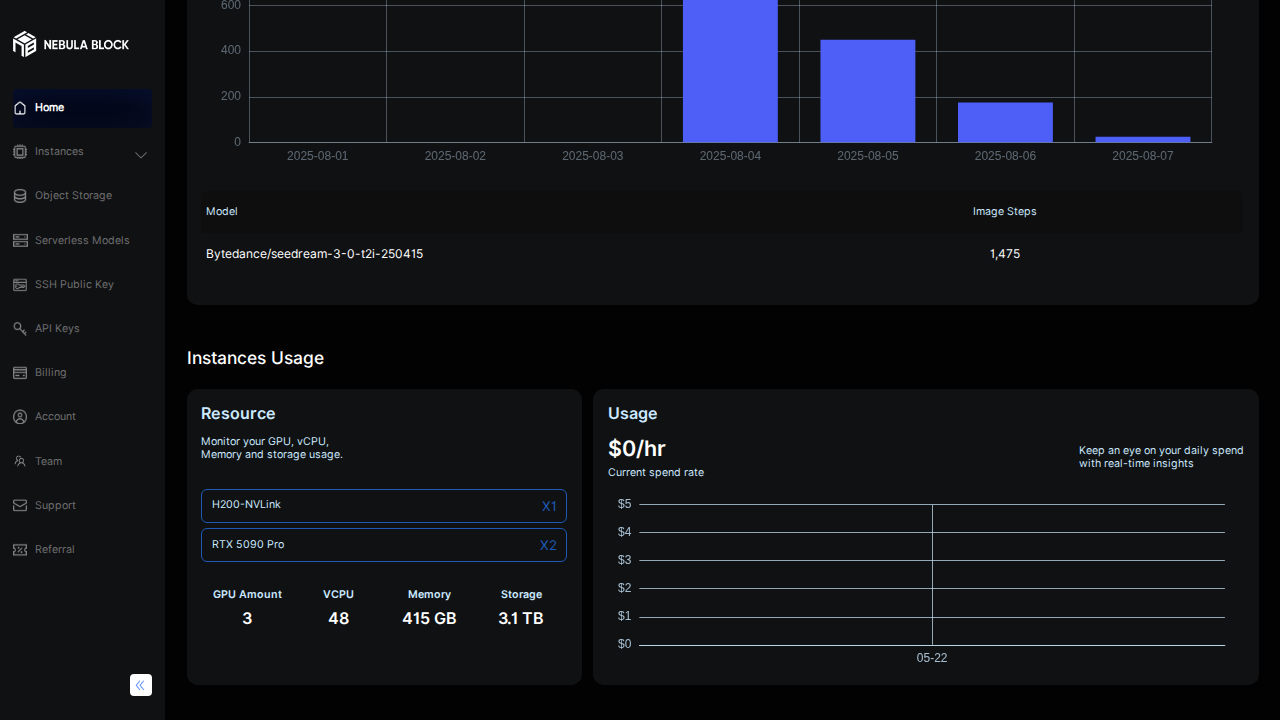 NEBULA BLOCK
Home
Instances
Object Storage
Serverless Models
SSH Public Key
API Keys
Billing
Account
Team
Support
Referral
600
400
200
0
2025-08-01 2025-08-02 2025-08-03 2025-08-04 2025-08-05 2025-08-06 2025-08-07
Model Image Steps
Bytedance/seedream-3-0-t2i-250415 1,475
Instances Usage
Resource
Monitor your GPU, vCPU,
Memory and storage usage.
H200-NVLink X1
RTX 5090 Pro X2
GPU Amount VCPU Memory Storage
3 48 415 GB 3.1 TB
Usage
$0/hr
Current spend rate
Keep an eye on your daily spend
with real-time insights
$5
$4
$3
$2
$1
$0
05-22